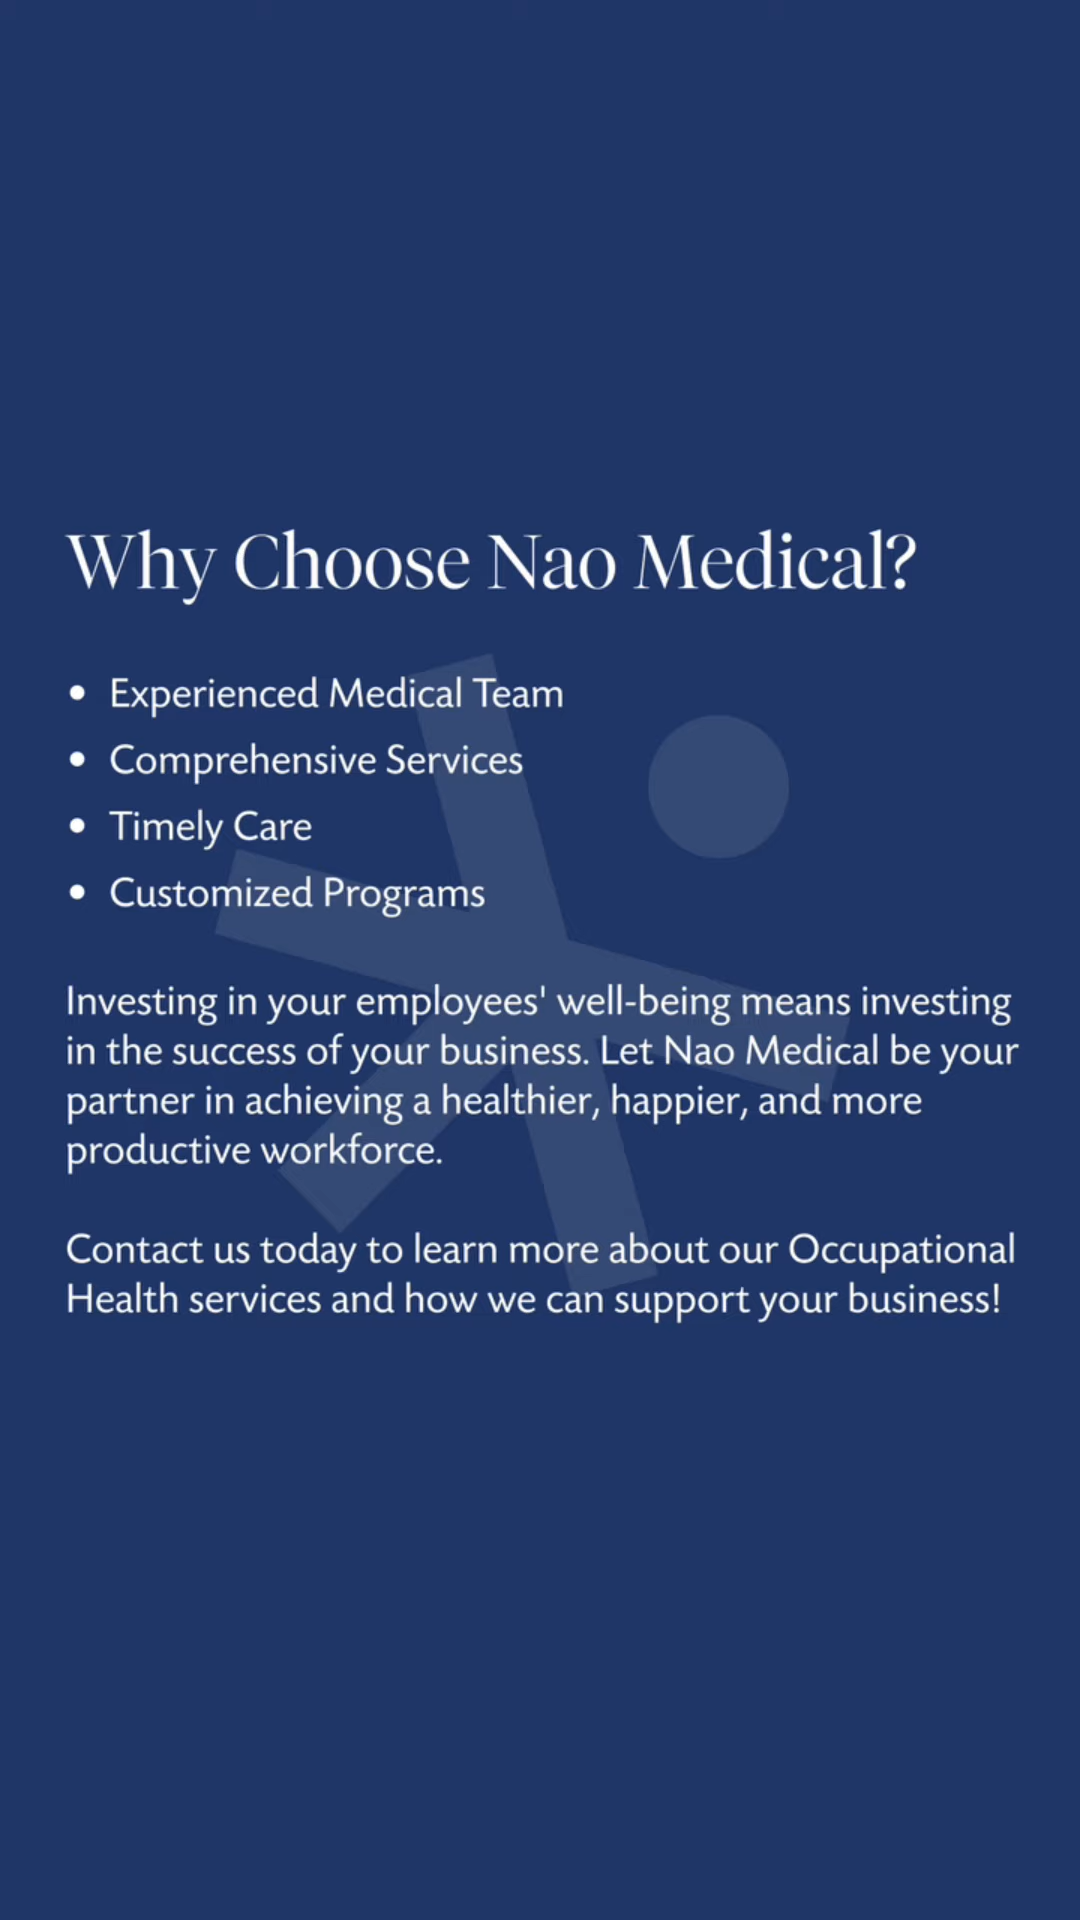 Why Choose Nao Medical?
• Experienced Medical Team
• Comprehensive Services
• Timely Care
• Customized Programs
Investing in your employees' well-being means investing
in the success of your business. Let Nao Medical be your
partner in achieving a healthier, happier, and more
productive workforce.
Contact us today to learn more about our Occupational
Health services and how we can support your business!